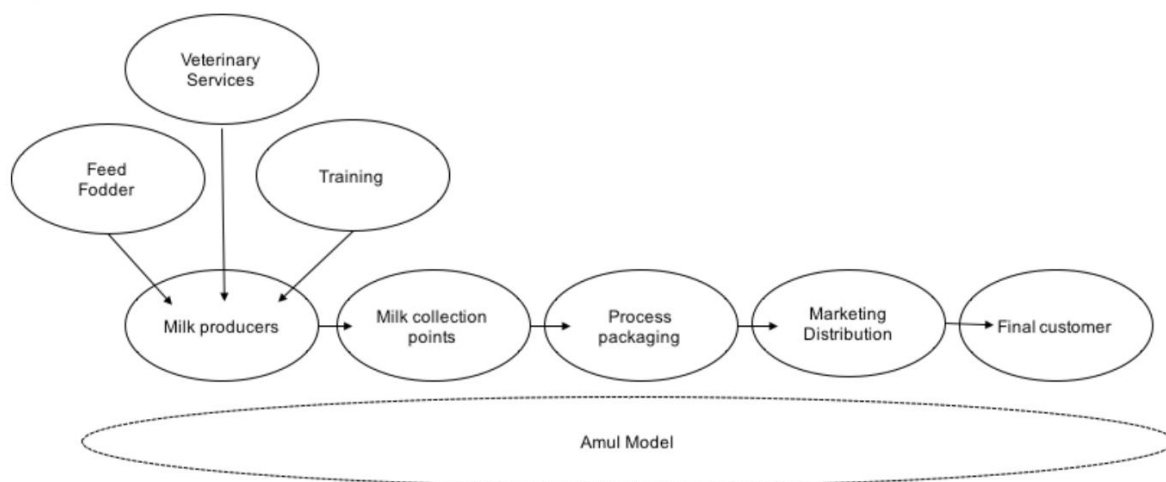 Veterinary
Services
Feed
Fodder
Training
Milk producers
Milk collection
points
Process
packaging
Marketing
Distribution
Final customer
Amul Model